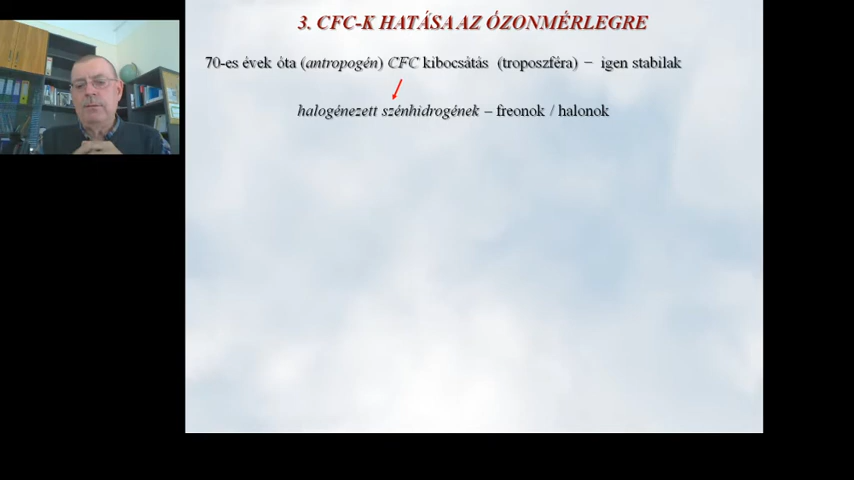 3. CFC-K HATÁSA AZ ÓZONMÉRLEGRE
70-es évek óta (antropogén) CFC kibocsátás (troposzféra) − igen stabilak
halogénezett szénhidrogének – freonok / halonok